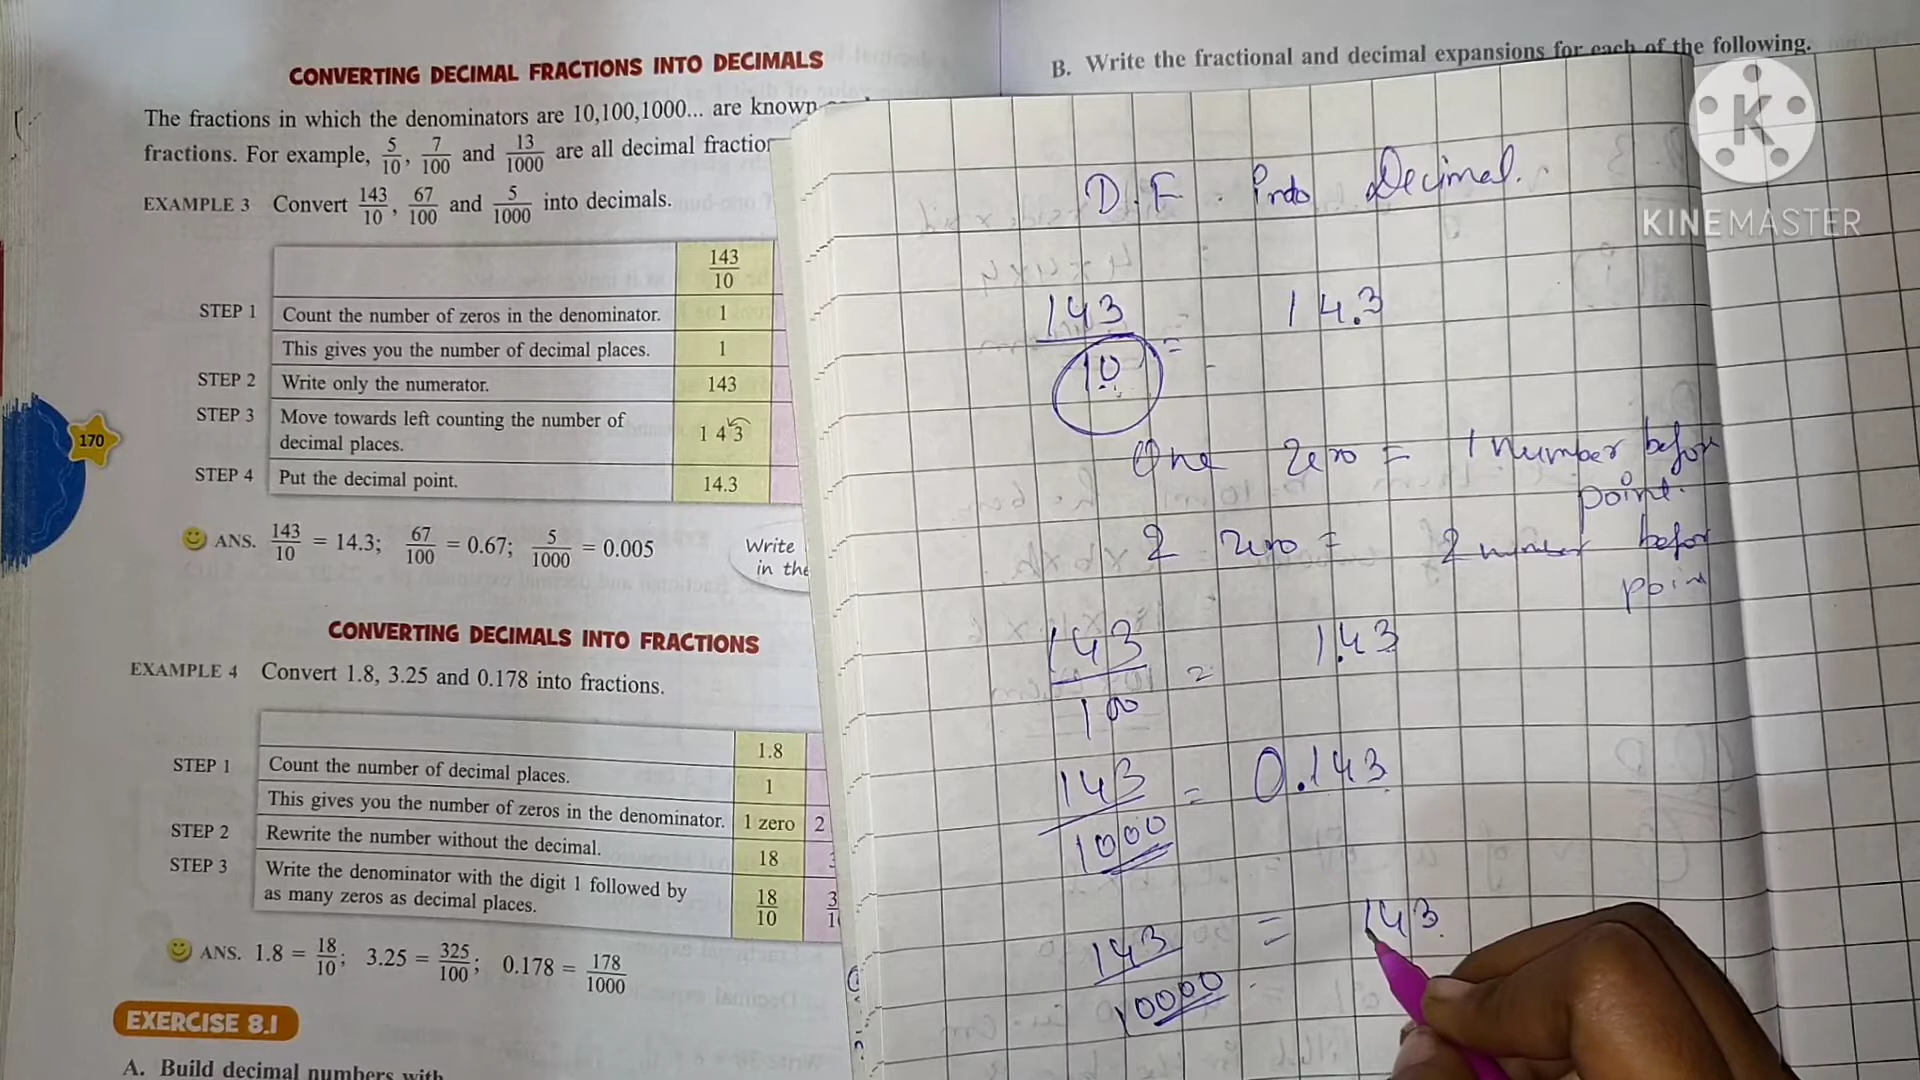 CONVERTING DECIMAL FRACTIONS INTO DECIMALS
The fractions in which the denominators are 10,100,1000... are known
fractions. For example, 5/10, 7/100 and 13/1000 are all decimal fraction
EXAMPLE 3 Convert 143/10, 67/100 and 5/1000 into decimals.
143/10
STEP 1 Count the number of zeros in the denominator. 1
This gives you the number of decimal places. 1
STEP 2 Write only the numerator. 143
STEP 3 Move towards left counting the number of
decimal places. 1 4 3
STEP 4 Put the decimal point. 14.3
ANS. 143/10 = 14.3; 67/100 = 0.67; 5/1000 = 0.005
Write
in the
170
CONVERTING DECIMALS INTO FRACTIONS
EXAMPLE 4 Convert 1.8, 3.25 and 0.178 into fractions.
1.8
STEP 1 Count the number of decimal places. 1
This gives you the number of zeros in the denominator. 1 zero 2
STEP 2 Rewrite the number without the decimal. 18
STEP 3 Write the denominator with the digit 1 followed by
as many zeros as decimal places. 18/10
ANS. 1.8 = 18/10; 3.25 = 325/100; 0.178 = 178/1000
EXERCISE 8.1
A. Build decimal numbers with
B. Write the fractional and decimal expansions for each of the following.
K
KINEMASTER
D.F. Into Decimal.
143/10 = 14.3
One zero = 1 number before
point.
2 zero = 2 number before
point
143/100 = 1.43
143/1000 = 0.143
143/10000 = 143